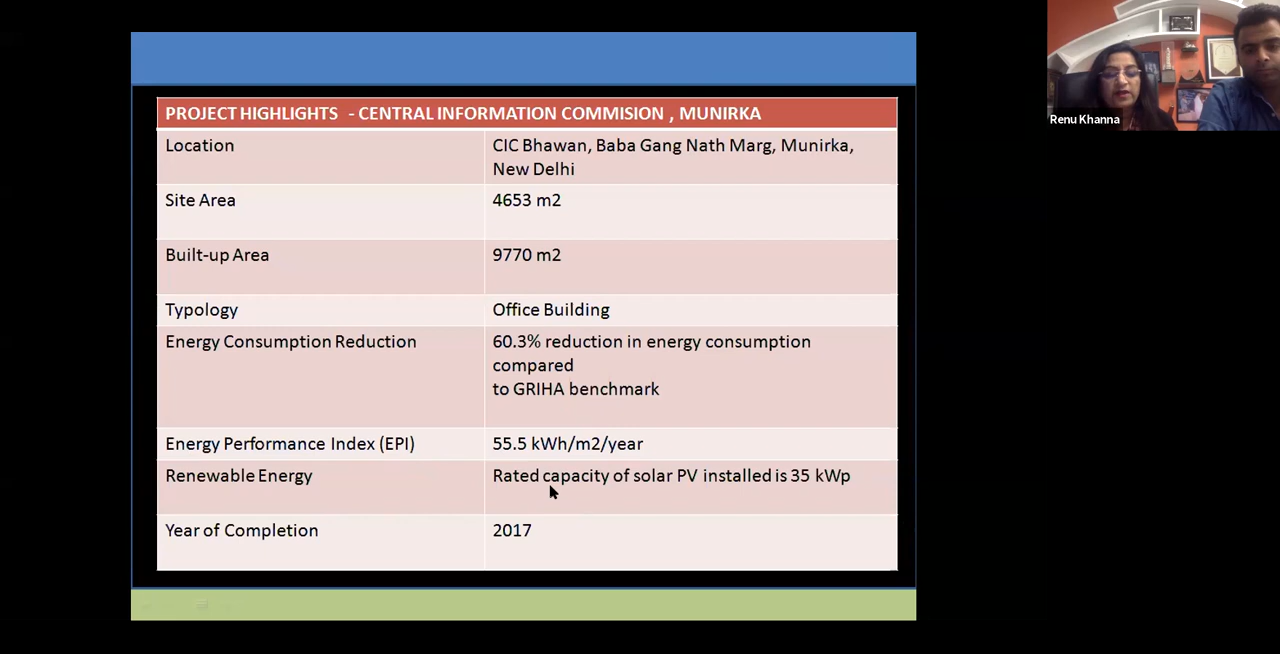 PROJECT HIGHLIGHTS - CENTRAL INFORMATION COMMISION , MUNIRKA
Location
CIC Bhawan, Baba Gang Nath Marg, Munirka,
New Delhi
Site Area
4653 m2
Built-up Area
9770 m2
Typology
Office Building
Energy Consumption Reduction
60.3% reduction in energy consumption
compared
to GRIHA benchmark
Energy Performance Index (EPI)
55.5 kWh/m2/year
Renewable Energy
Rated capacity of solar PV installed is 35 kWp
Year of Completion
2017
Renu Khanna